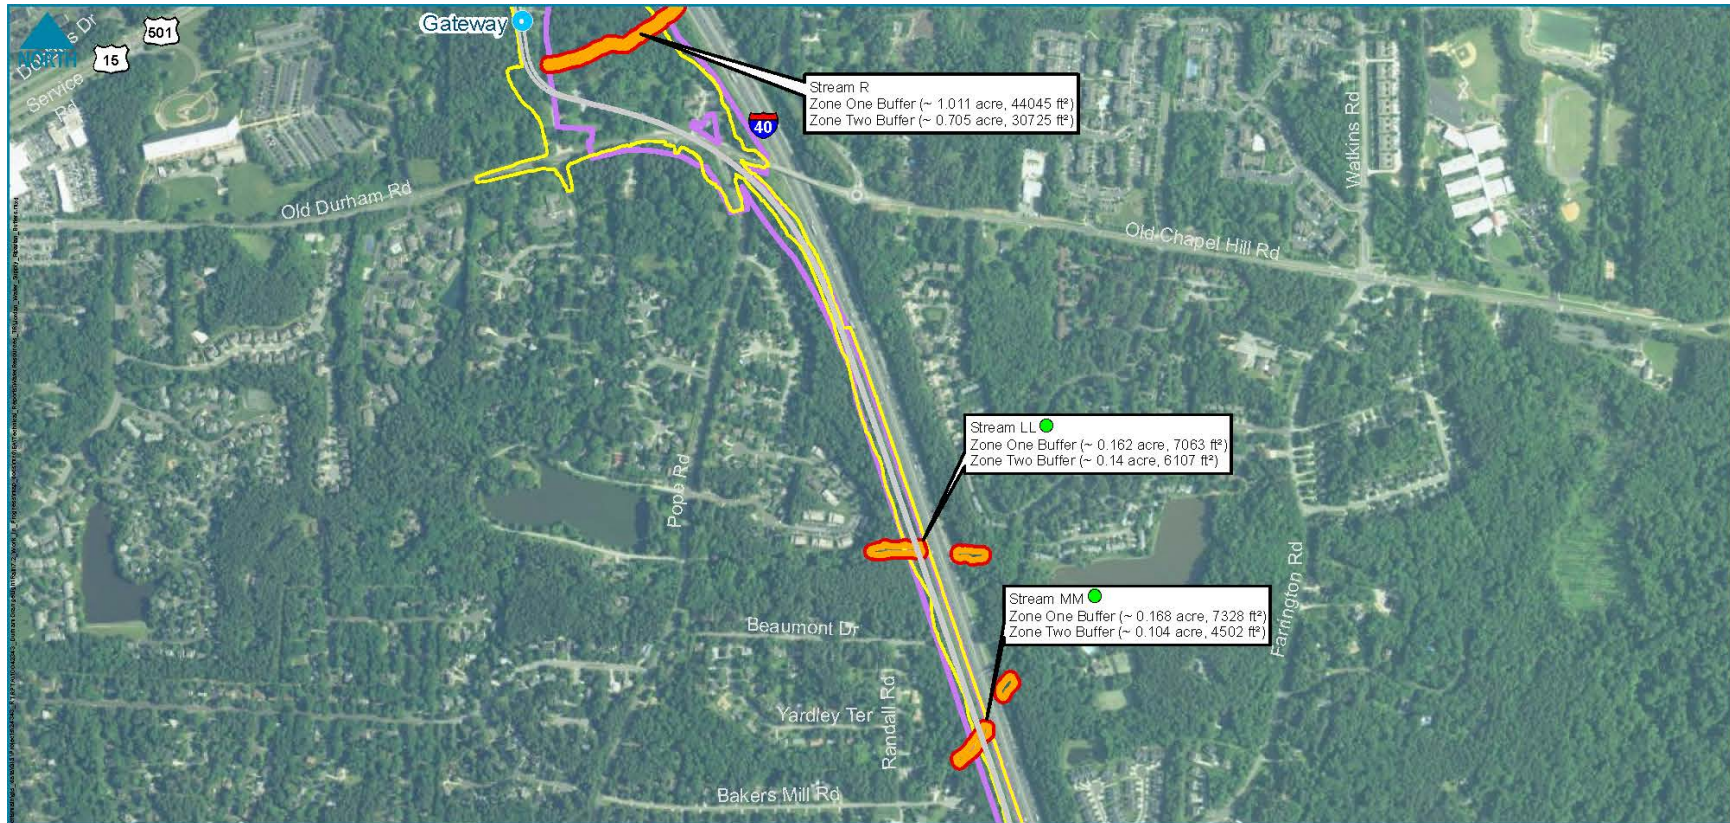 Gateway
501
15
NORTH
Service
Rd
40
Stream R
Zone One Buffer (~ 1.011 acre, 44045 ft²)
Zone Two Buffer (~ 0.705 acre, 30725 ft²)
Watkins Rd
Old Durham Rd
Old Chapel Hill Rd
Stream LL
Zone One Buffer (~ 0.162 acre, 7063 ft²)
Zone Two Buffer (~ 0.14 acre, 6107 ft²)
Pope Rd
Farrington Rd
Stream MM
Zone One Buffer (~ 0.168 acre, 7328 ft²)
Zone Two Buffer (~ 0.104 acre, 4502 ft²)
Beaumont Dr
Randall Rd
Yardley Ter
Bakers Mill Rd